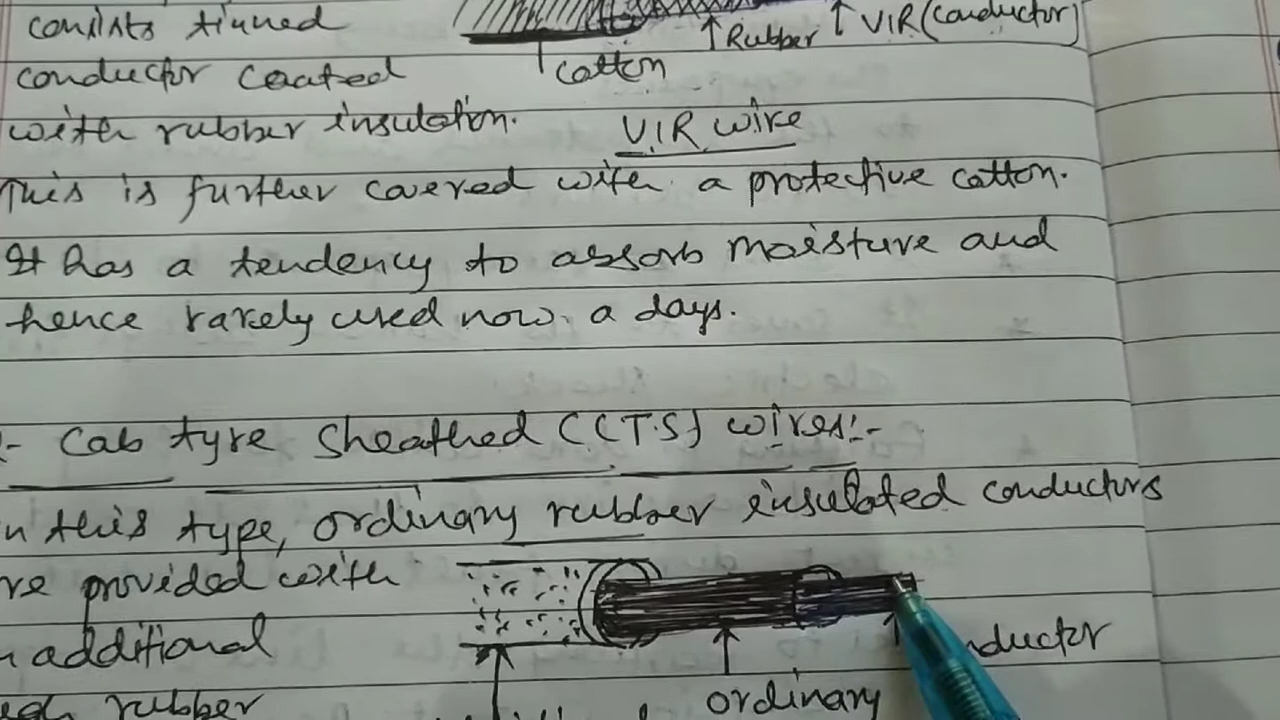 consists tinned
Rubber VIR (conductor)
conductor coated
cotton
with rubber insulation.
V.I.R wire
This is further covered with a protective cotton.
It has a tendency to absorb moisture and
hence rarely used now. a days.
:- Cab tyre sheathed (C.T.S) wires:-
n this type, ordinary rubber insulated conductors
re provided with
additional
nductor
rubber
ordinary